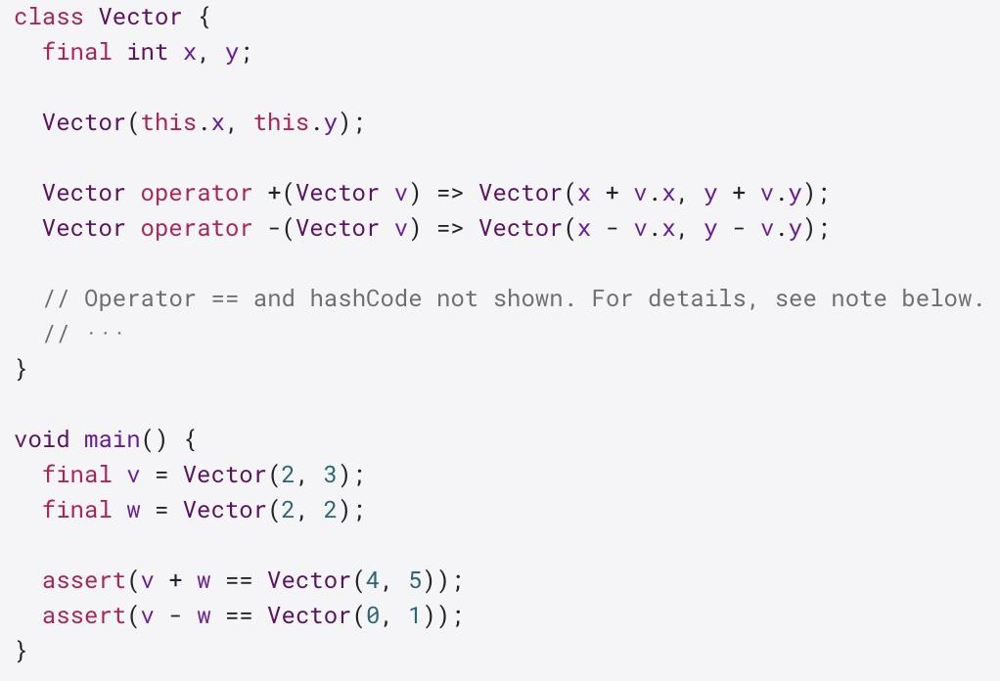 class Vector {
  final int x, y;

  Vector(this.x, this.y);

  Vector operator +(Vector v) => Vector(x + v.x, y + v.y);
  Vector operator -(Vector v) => Vector(x - v.x, y - v.y);

  // Operator == and hashCode not shown. For details, see note below.
  // ···
}

void main() {
  final v = Vector(2, 3);
  final w = Vector(2, 2);

  assert(v + w == Vector(4, 5));
  assert(v - w == Vector(0, 1));
}